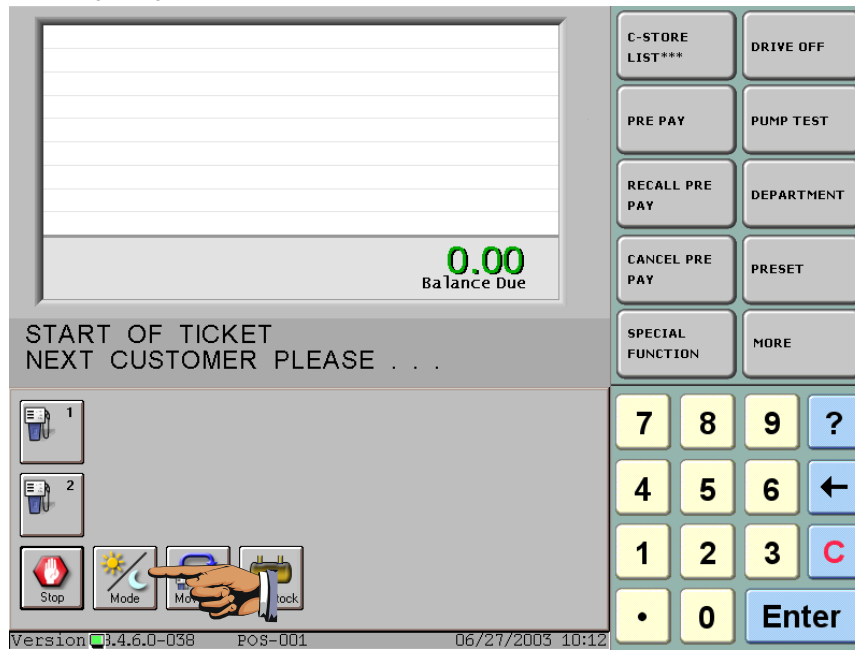 0.00
Balance Due
START OF TICKET
NEXT CUSTOMER PLEASE . . .
1
2
Stop
Mode
Version 3.4.6.0-038 POS-001 06/27/2003 10:12
C-STORE
LIST***
DRIVE OFF
PRE PAY
PUMP TEST
RECALL PRE
PAY
DEPARTMENT
CANCEL PRE
PAY
PRESET
SPECIAL
FUNCTION
MORE
7 8 9 ?
4 5 6 ←
1 2 3 C
. 0 Enter